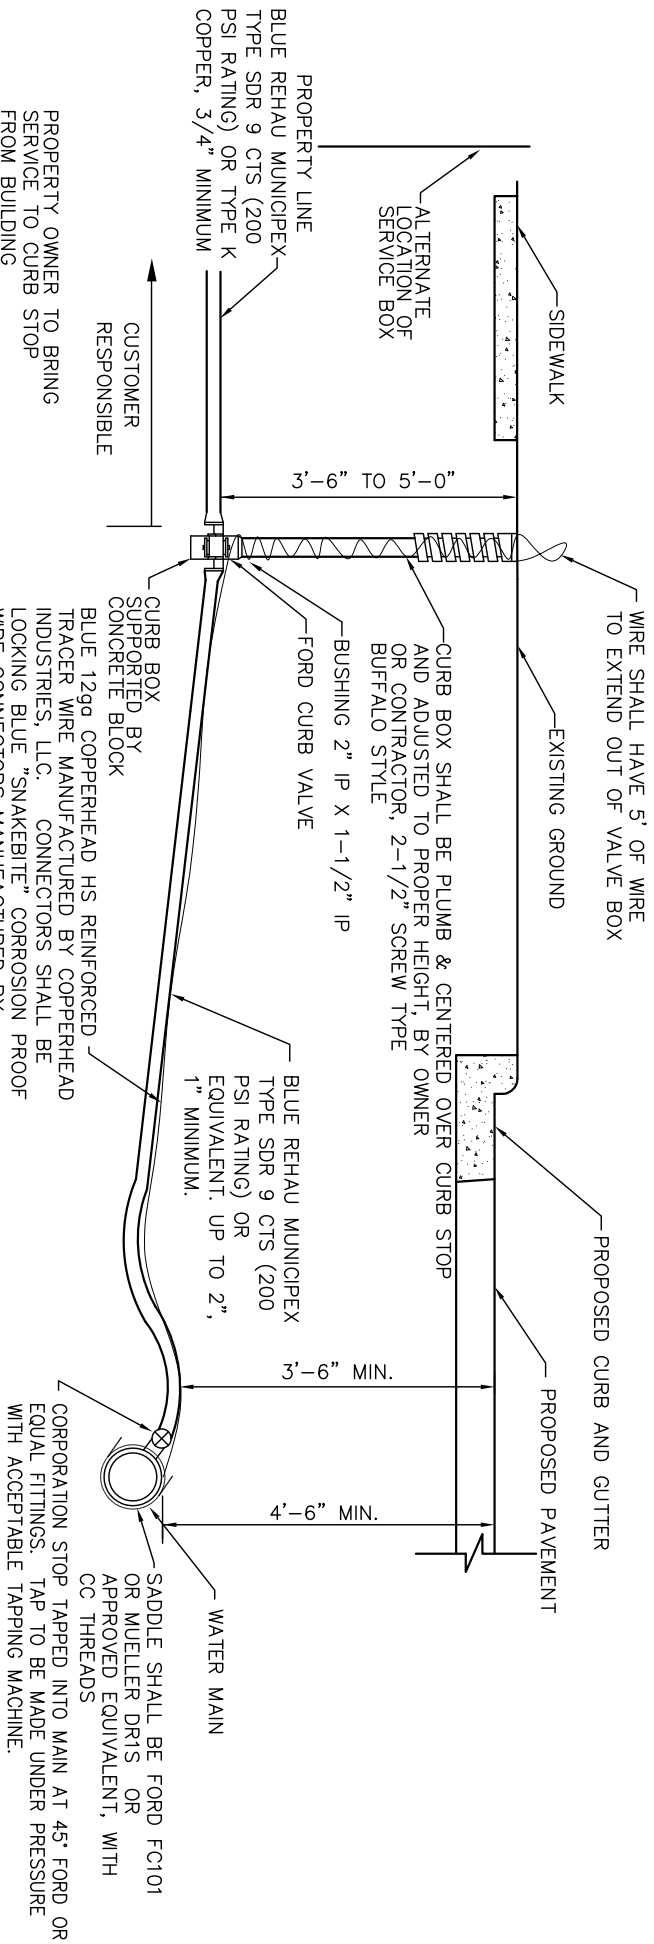 WIRE SHALL HAVE 5' OF WIRE
TO EXTEND OUT OF VALVE BOX
SIDEWALK
EXISTING GROUND
PROPOSED CURB AND GUTTER
PROPOSED PAVEMENT
ALTERNATE
LOCATION OF
SERVICE BOX
PROPERTY LINE
BLUE REHAU MUNICIPEX
TYPE SDR 9 CTS (200
PSI RATING) OR TYPE K
COPPER, 3/4" MINIMUM
3'-6" TO 5'-0"
CURB BOX SHALL BE PLUMB & CENTERED OVER CURB STOP
AND ADJUSTED TO PROPER HEIGHT, BY OWNER
OR CONTRACTOR, 2-1/2" SCREW TYPE
BUFFALO STYLE
BUSHING 2" IP X 1-1/2" IP
FORD CURB VALVE
BLUE REHAU MUNICIPEX
TYPE SDR 9 CTS (200
PSI RATING) OR
EQUIVALENT. UP TO 2",
1" MINIMUM.
3'-6" MIN.
4'-6" MIN.
WATER MAIN
SADDLE SHALL BE FORD FC101
OR MUELLER DR1S OR
APPROVED EQUIVALENT, WITH
CC THREADS
CUSTOMER
RESPONSIBLE
PROPERTY OWNER TO BRING
SERVICE TO CURB STOP
FROM BUILDING
CURB BOX
SUPPORTED BY
CONCRETE BLOCK
BLUE 12ga COPPERHEAD HS REINFORCED
TRACER WIRE MANUFACTURED BY COPPERHEAD
INDUSTRIES, LLC. CONNECTORS SHALL BE
LOCKING BLUE "SNAKEBITE" CORROSION PROOF
WIRE CONNECTORS MANUFACTURED BY
CORPORATION STOP TAPPED INTO MAIN AT 45° FORD OR
EQUAL FITTINGS. TAP TO BE MADE UNDER PRESSURE
WITH ACCEPTABLE TAPPING MACHINE.